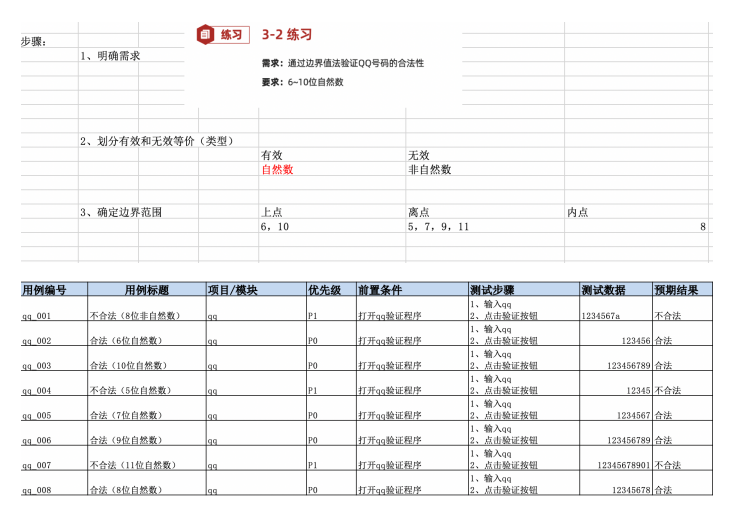 练习 3-2 练习
步骤:
1、明确需求
需求：通过边界值法验证QQ号码的合法性
要求：6~10位自然数
2、划分有效和无效等价（类型）
有效 无效
自然数 非自然数
3、确定边界范围 上点 离点 内点
6，10 5，7，9，11 8
用例编号 用例标题 项目/模块 优先级 前置条件 测试步骤 测试数据 预期结果
1、输入qq
qq_001 不合法（8位非自然数） qq P1 打开qq验证程序 2、点击验证按钮 1234567a 不合法
1、输入qq
qq_002 合法（6位自然数） qq P0 打开qq验证程序 2、点击验证按钮 123456 合法
1、输入qq
qq_003 合法（10位自然数） qq P0 打开qq验证程序 2、点击验证按钮 123456789 合法
1、输入qq
qq_004 不合法（5位自然数） qq P1 打开qq验证程序 2、点击验证按钮 12345 不合法
1、输入qq
qq_005 合法（7位自然数） qq P0 打开qq验证程序 2、点击验证按钮 1234567 合法
1、输入qq
qq_006 合法（9位自然数） qq P0 打开qq验证程序 2、点击验证按钮 123456789 合法
1、输入qq
qq_007 不合法（11位自然数） qq P1 打开qq验证程序 2、点击验证按钮 12345678901 不合法
1、输入qq
qq_008 合法（8位自然数） qq P0 打开qq验证程序 2、点击验证按钮 12345678 合法